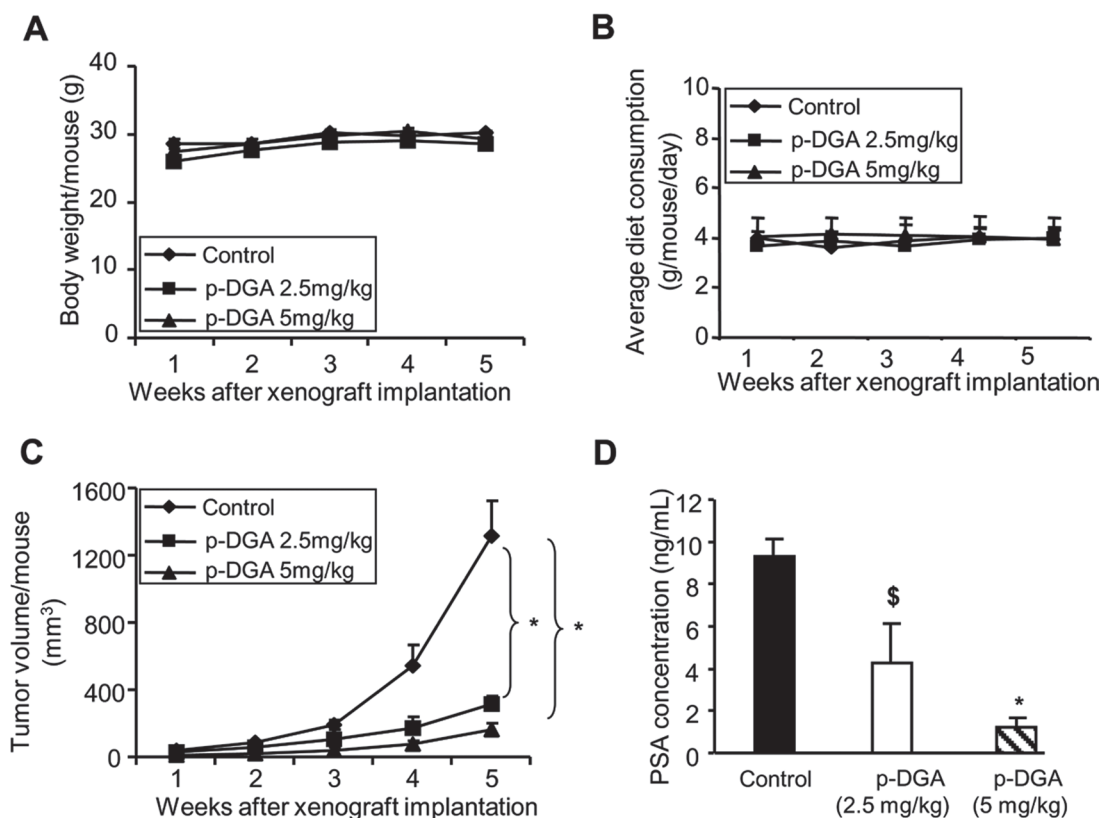 A
Body weight/mouse (g)
40
30
20
10
0
Control
p-DGA 2.5mg/kg
p-DGA 5mg/kg
1 2 3 4 5
Weeks after xenograft implantation
B
Average diet consumption
(g/mouse/day)
10
8
6
4
2
0
Control
p-DGA 2.5mg/kg
p-DGA 5mg/kg
1 2 3 4 5
Weeks after xenograft implantation
C
Tumor volume/mouse
(mm³)
1600
1200
800
400
0
Control
p-DGA 2.5mg/kg
p-DGA 5mg/kg
* *
1 2 3 4 5
Weeks after xenograft implantation
D
PSA concentration (ng/mL)
12
10
8
6
4
2
0
$
*
Control
p-DGA
(2.5 mg/kg)
p-DGA
(5 mg/kg)